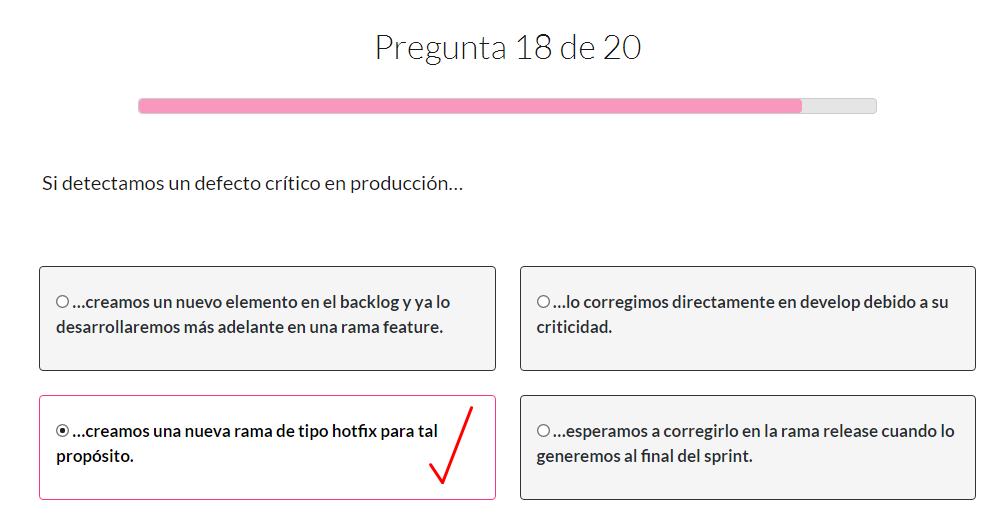 Pregunta 18 de 20
Si detectamos un defecto crítico en producción...
...creamos un nuevo elemento en el backlog y ya lo
desarrollaremos más adelante en una rama feature.
...lo corregimos directamente en develop debido a su
criticidad.
...creamos una nueva rama de tipo hotfix para tal
propósito.
...esperamos a corregirlo en la rama release cuando lo
generemos al final del sprint.